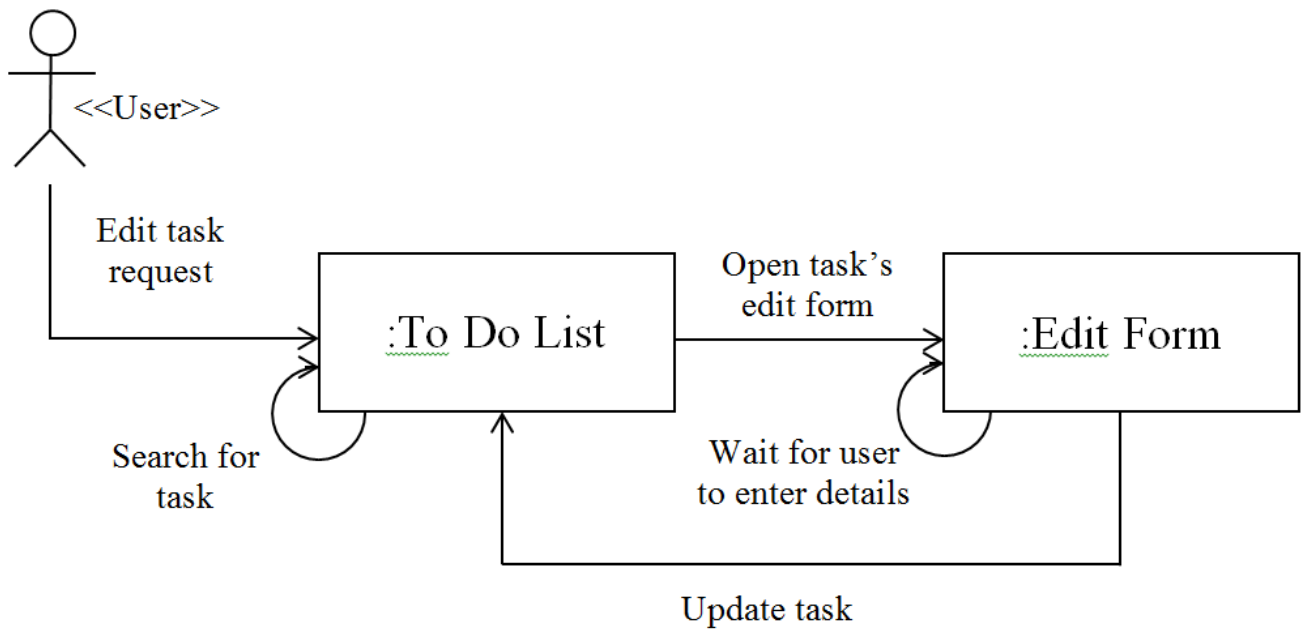 <<User>>
Edit task
request
:To Do List
Open task’s
edit form
:Edit Form
Search for
task
Wait for user
to enter details
Update task